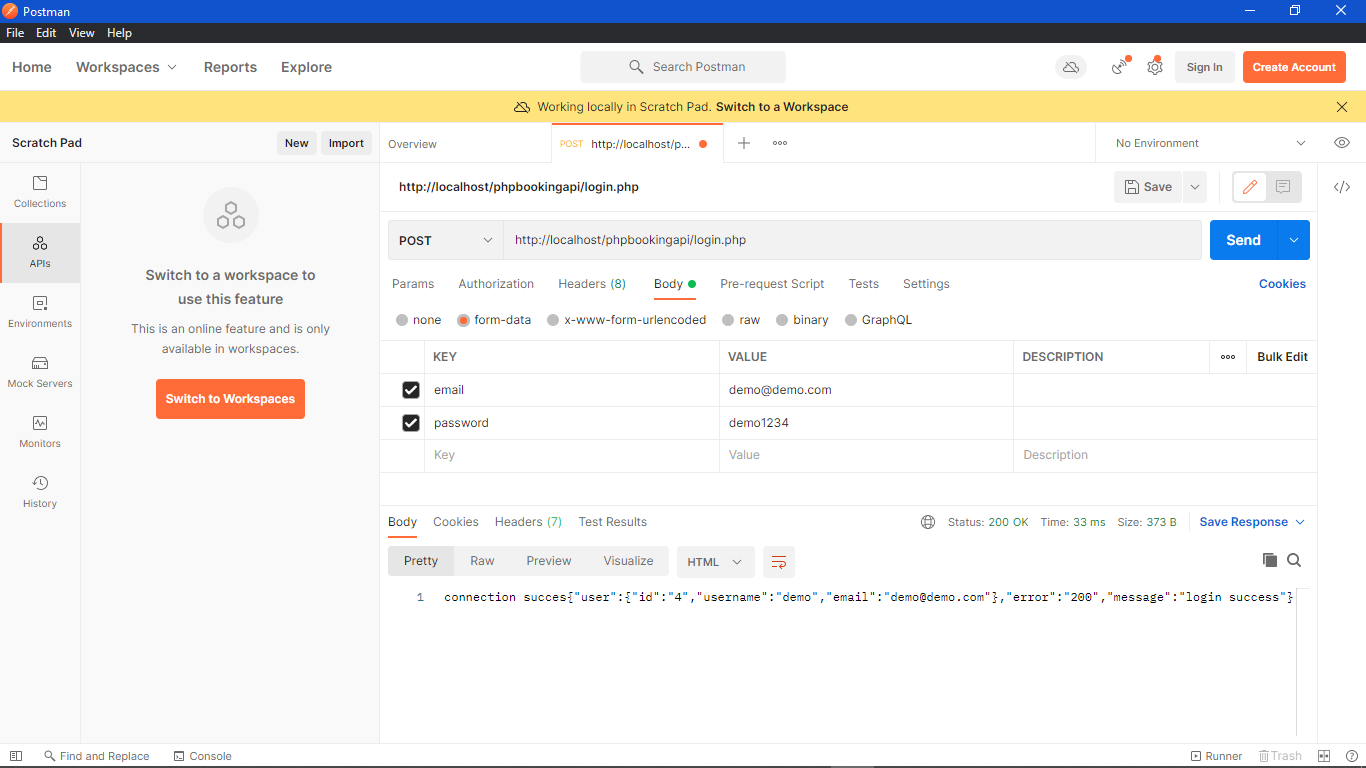 Postman
File Edit View Help
Home Workspaces Reports Explore Search Postman Sign In Create Account
Working locally in Scratch Pad. Switch to a Workspace
Scratch Pad New Import Overview POST http://localhost/p... No Environment
http://localhost/phpbookingapi/login.php Save
Collections
POST http://localhost/phpbookingapi/login.php Send
APIs
Switch to a workspace to
use this feature
This is an online feature and is only
available in workspaces.
Switch to Workspaces
Environments
Mock Servers
Monitors
History
Params Authorization Headers (8) Body Pre-request Script Tests Settings Cookies
none form-data x-www-form-urlencoded raw binary GraphQL
KEY VALUE DESCRIPTION Bulk Edit
email demo@demo.com
password demo1234
Key Value Description
Body Cookies Headers (7) Test Results Status: 200 OK Time: 33 ms Size: 373 B Save Response
Pretty Raw Preview Visualize HTML
1 connection succes{"user":{"id":"4","username":"demo","email":"demo@demo.com"},"error":"200","message":"login success"}
Find and Replace Console Runner Trash